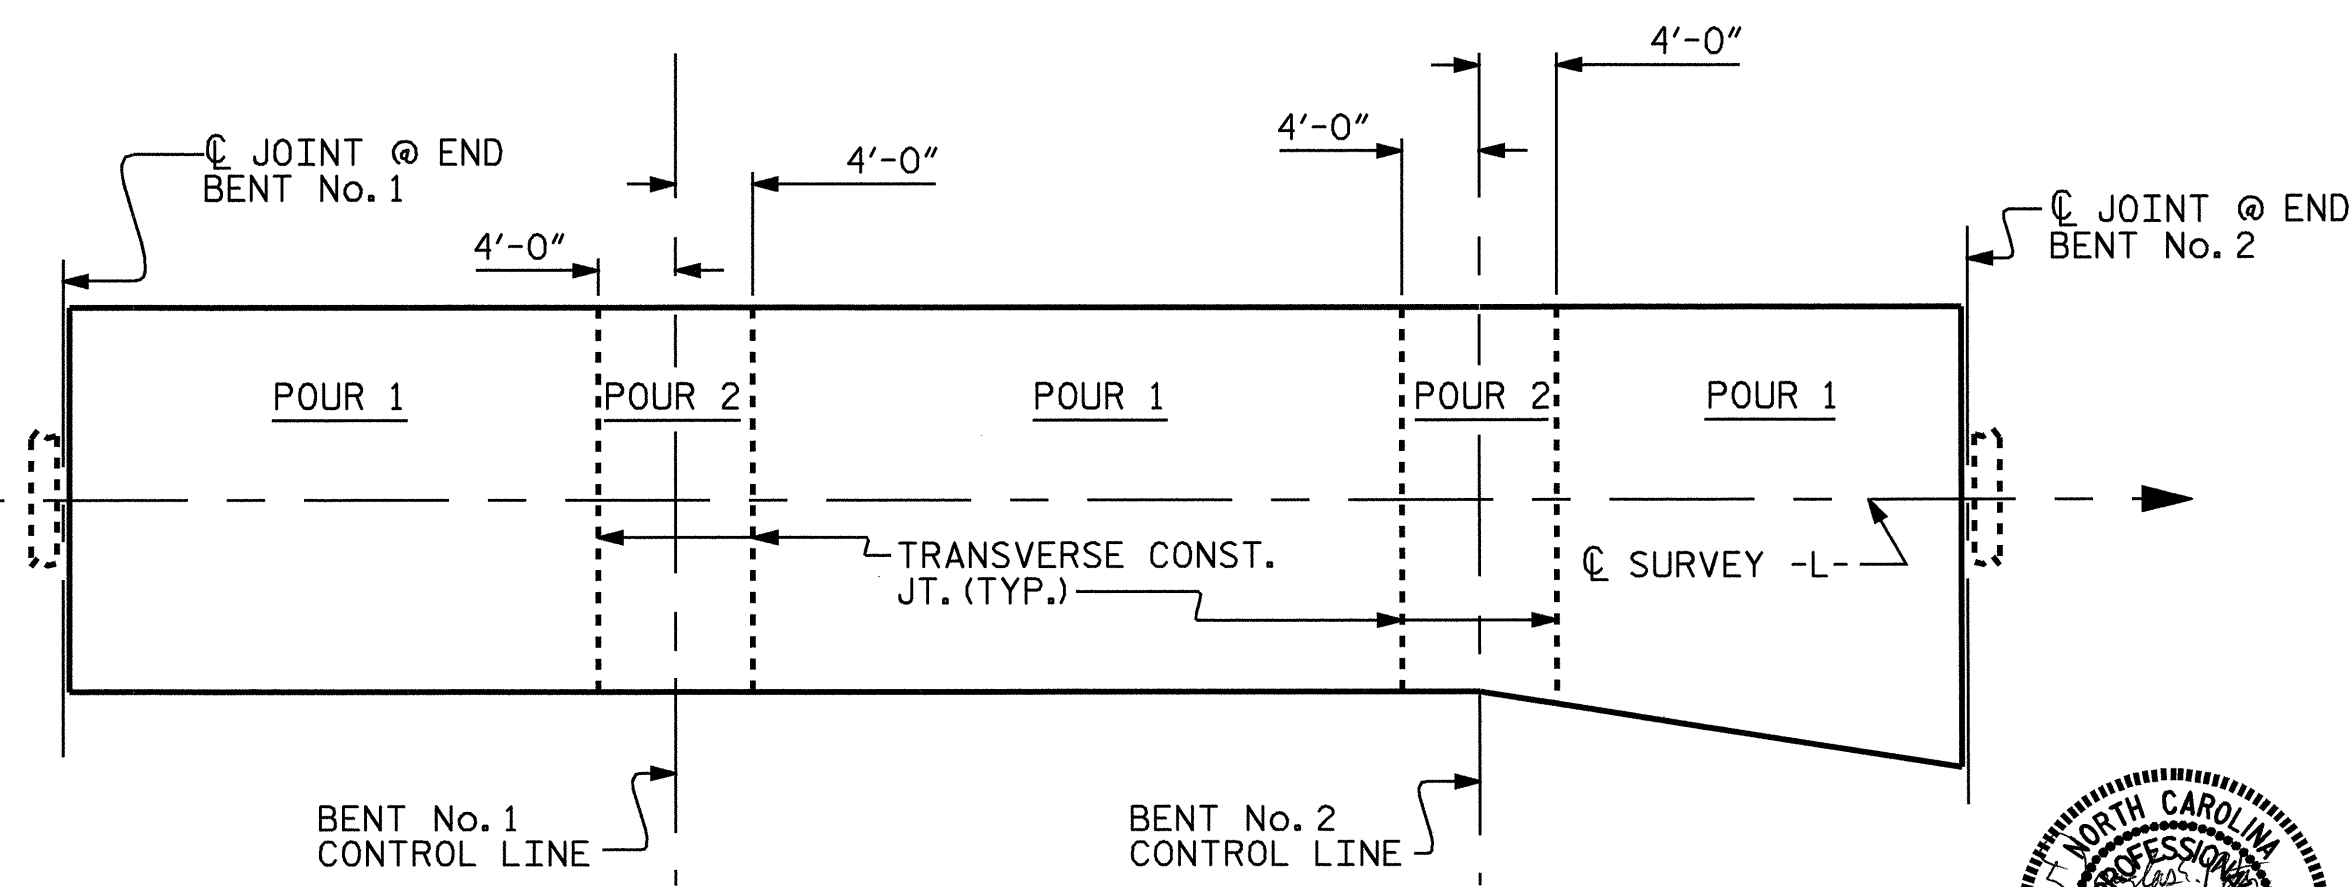 4'-0"
4'-0"
℄ JOINT @ END
BENT No. 1
4'-0"
℄ JOINT @ END
BENT No. 2
4'-0"
POUR 1
POUR 2
POUR 1
POUR 2
POUR 1
TRANSVERSE CONST.
JT. (TYP.)
℄ SURVEY -L-
BENT No. 1
CONTROL LINE
BENT No. 2
CONTROL LINE
NORTH CAROLINA